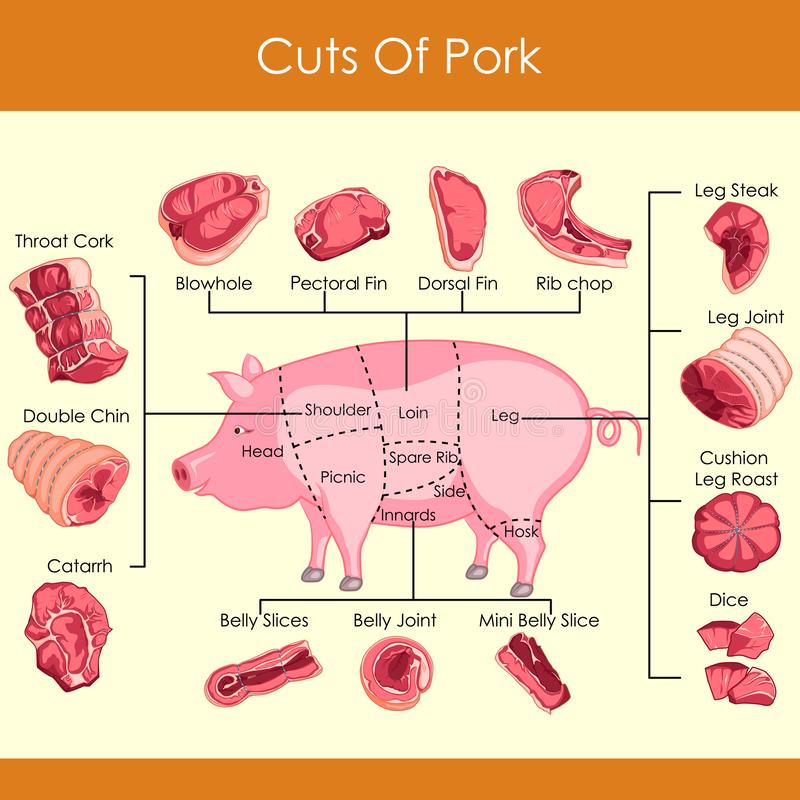 Cuts Of Pork
Leg Steak
Throat Cork
Blowhole
Pectoral Fin
Dorsal Fin
Rib chop
Leg Joint
Double Chin
Shoulder
Loin
Leg
Head
Spare Rib
Cushion
Leg Roast
Picnic
Side
Innards
Hosk
Catarrh
Dice
Belly Slices
Belly Joint
Mini Belly Slice
dreamstime